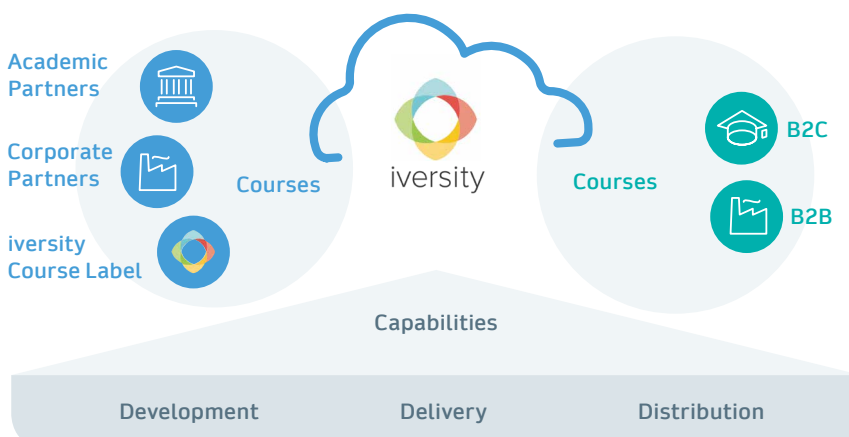 Academic
Partners
Corporate
Partners
Courses
iversity
Course Label
iversity
Courses
B2C
B2B
Capabilities
Development
Delivery
Distribution